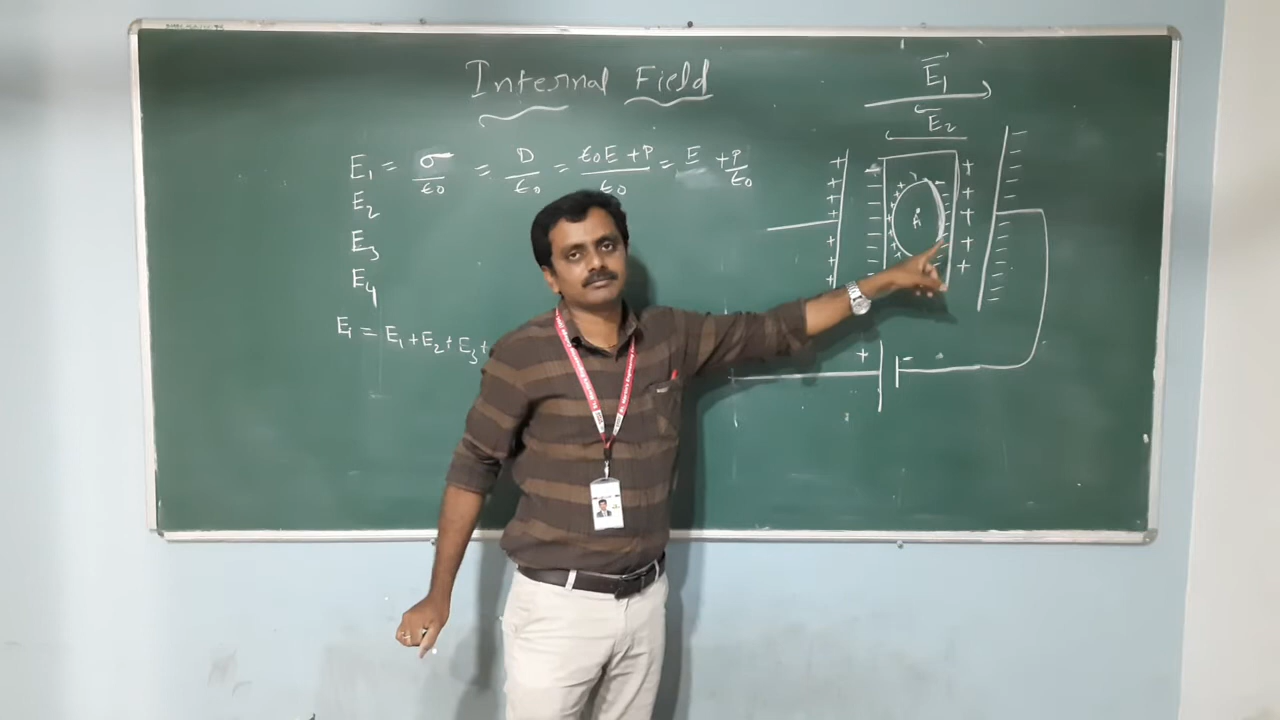 Internal Field
E₁ = σ/ε₀ = D/ε₀ = ε₀E + P/ε₀ = E + P/ε₀
E₂
E₃
E₄
Eᵢ = E₁ + E₂ + E₃ +
E₁
E₂
A
+ -